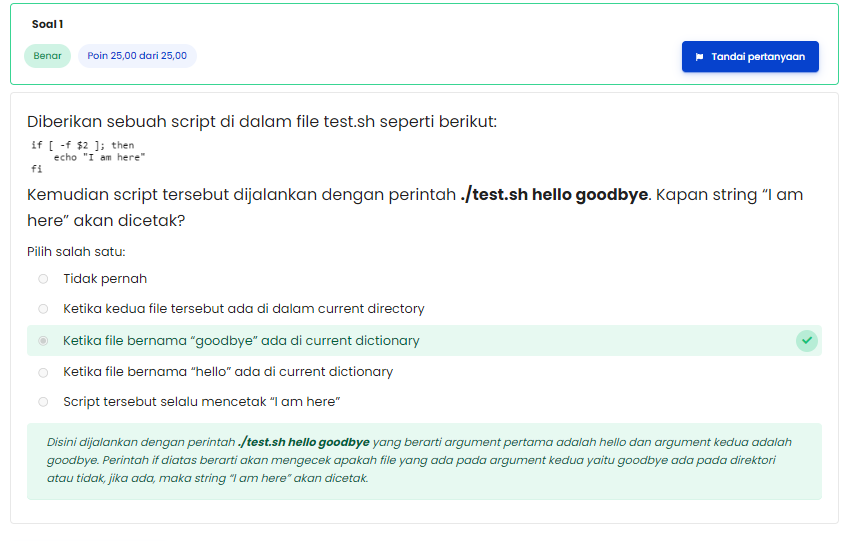 Soal 1
Benar
Poin 25,00 dari 25,00
Tandai pertanyaan
Diberikan sebuah script di dalam file test.sh seperti berikut:
if [ -f $2 ]; then
    echo "I am here"
fi
Kemudian script tersebut dijalankan dengan perintah ./test.sh hello goodbye. Kapan string “I am
here” akan dicetak?
Pilih salah satu:
Tidak pernah
Ketika kedua file tersebut ada di dalam current directory
Ketika file bernama “goodbye” ada di current dictionary
Ketika file bernama “hello” ada di current dictionary
Script tersebut selalu mencetak “I am here”
Disini dijalankan dengan perintah ./test.sh hello goodbye yang berarti argument pertama adalah hello dan argument kedua adalah
goodbye. Perintah if diatas berarti akan mengecek apakah file yang ada pada argument kedua yaitu goodbye ada pada direktori
atau tidak, jika ada, maka string “I am here” akan dicetak.